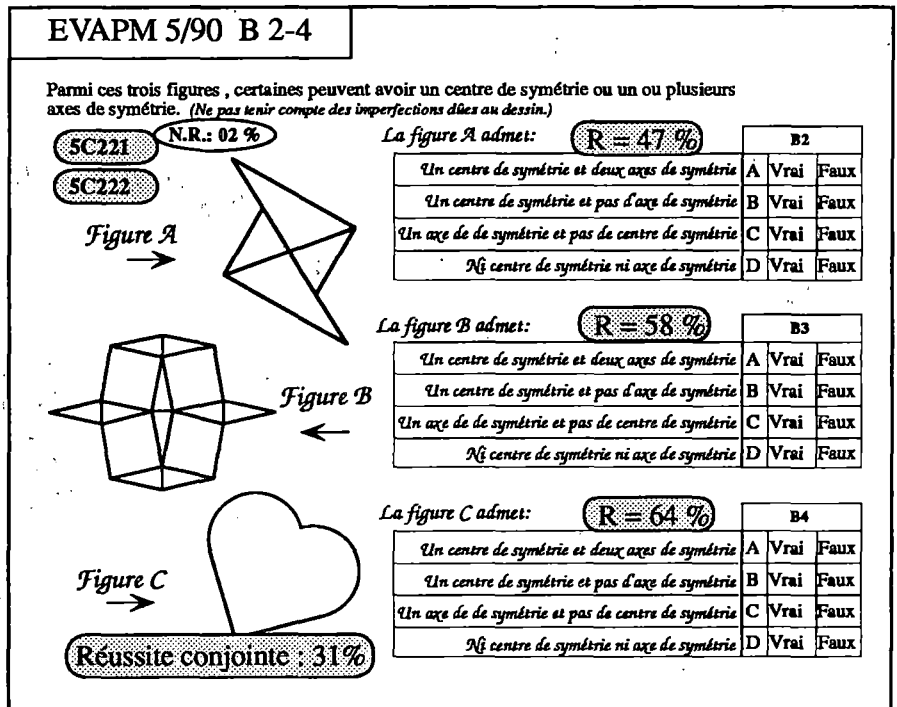 EVAPM 5/90 B 2-4
Parmi ces trois figures , certaines peuvent avoir un centre de symétrie ou un ou plusieurs
axes de symétrie. (Ne pas tenir compte des imperfections dûes au dessin.)
5C221
N.R.: 02 %
5C222
Figure A
La figure A admet:
R = 47 %
B2
Un centre de symétrie et deux axes de symétrie A Vrai Faux
Un centre de symétrie et pas d'axe de symétrie B Vrai Faux
Un axe de de symétrie et pas de centre de symétrie C Vrai Faux
Ni centre de symétrie ni axe de symétrie D Vrai Faux
Figure B
La figure B admet:
R = 58 %
B3
Un centre de symétrie et deux axes de symétrie A Vrai Faux
Un centre de symétrie et pas d'axe de symétrie B Vrai Faux
Un axe de de symétrie et pas de centre de symétrie C Vrai Faux
Ni centre de symétrie ni axe de symétrie D Vrai Faux
Figure C
La figure C admet:
R = 64 %
B4
Un centre de symétrie et deux axes de symétrie A Vrai Faux
Un centre de symétrie et pas d'axe de symétrie B Vrai Faux
Un axe de de symétrie et pas de centre de symétrie C Vrai Faux
Ni centre de symétrie ni axe de symétrie D Vrai Faux
Réussite conjointe : 31%